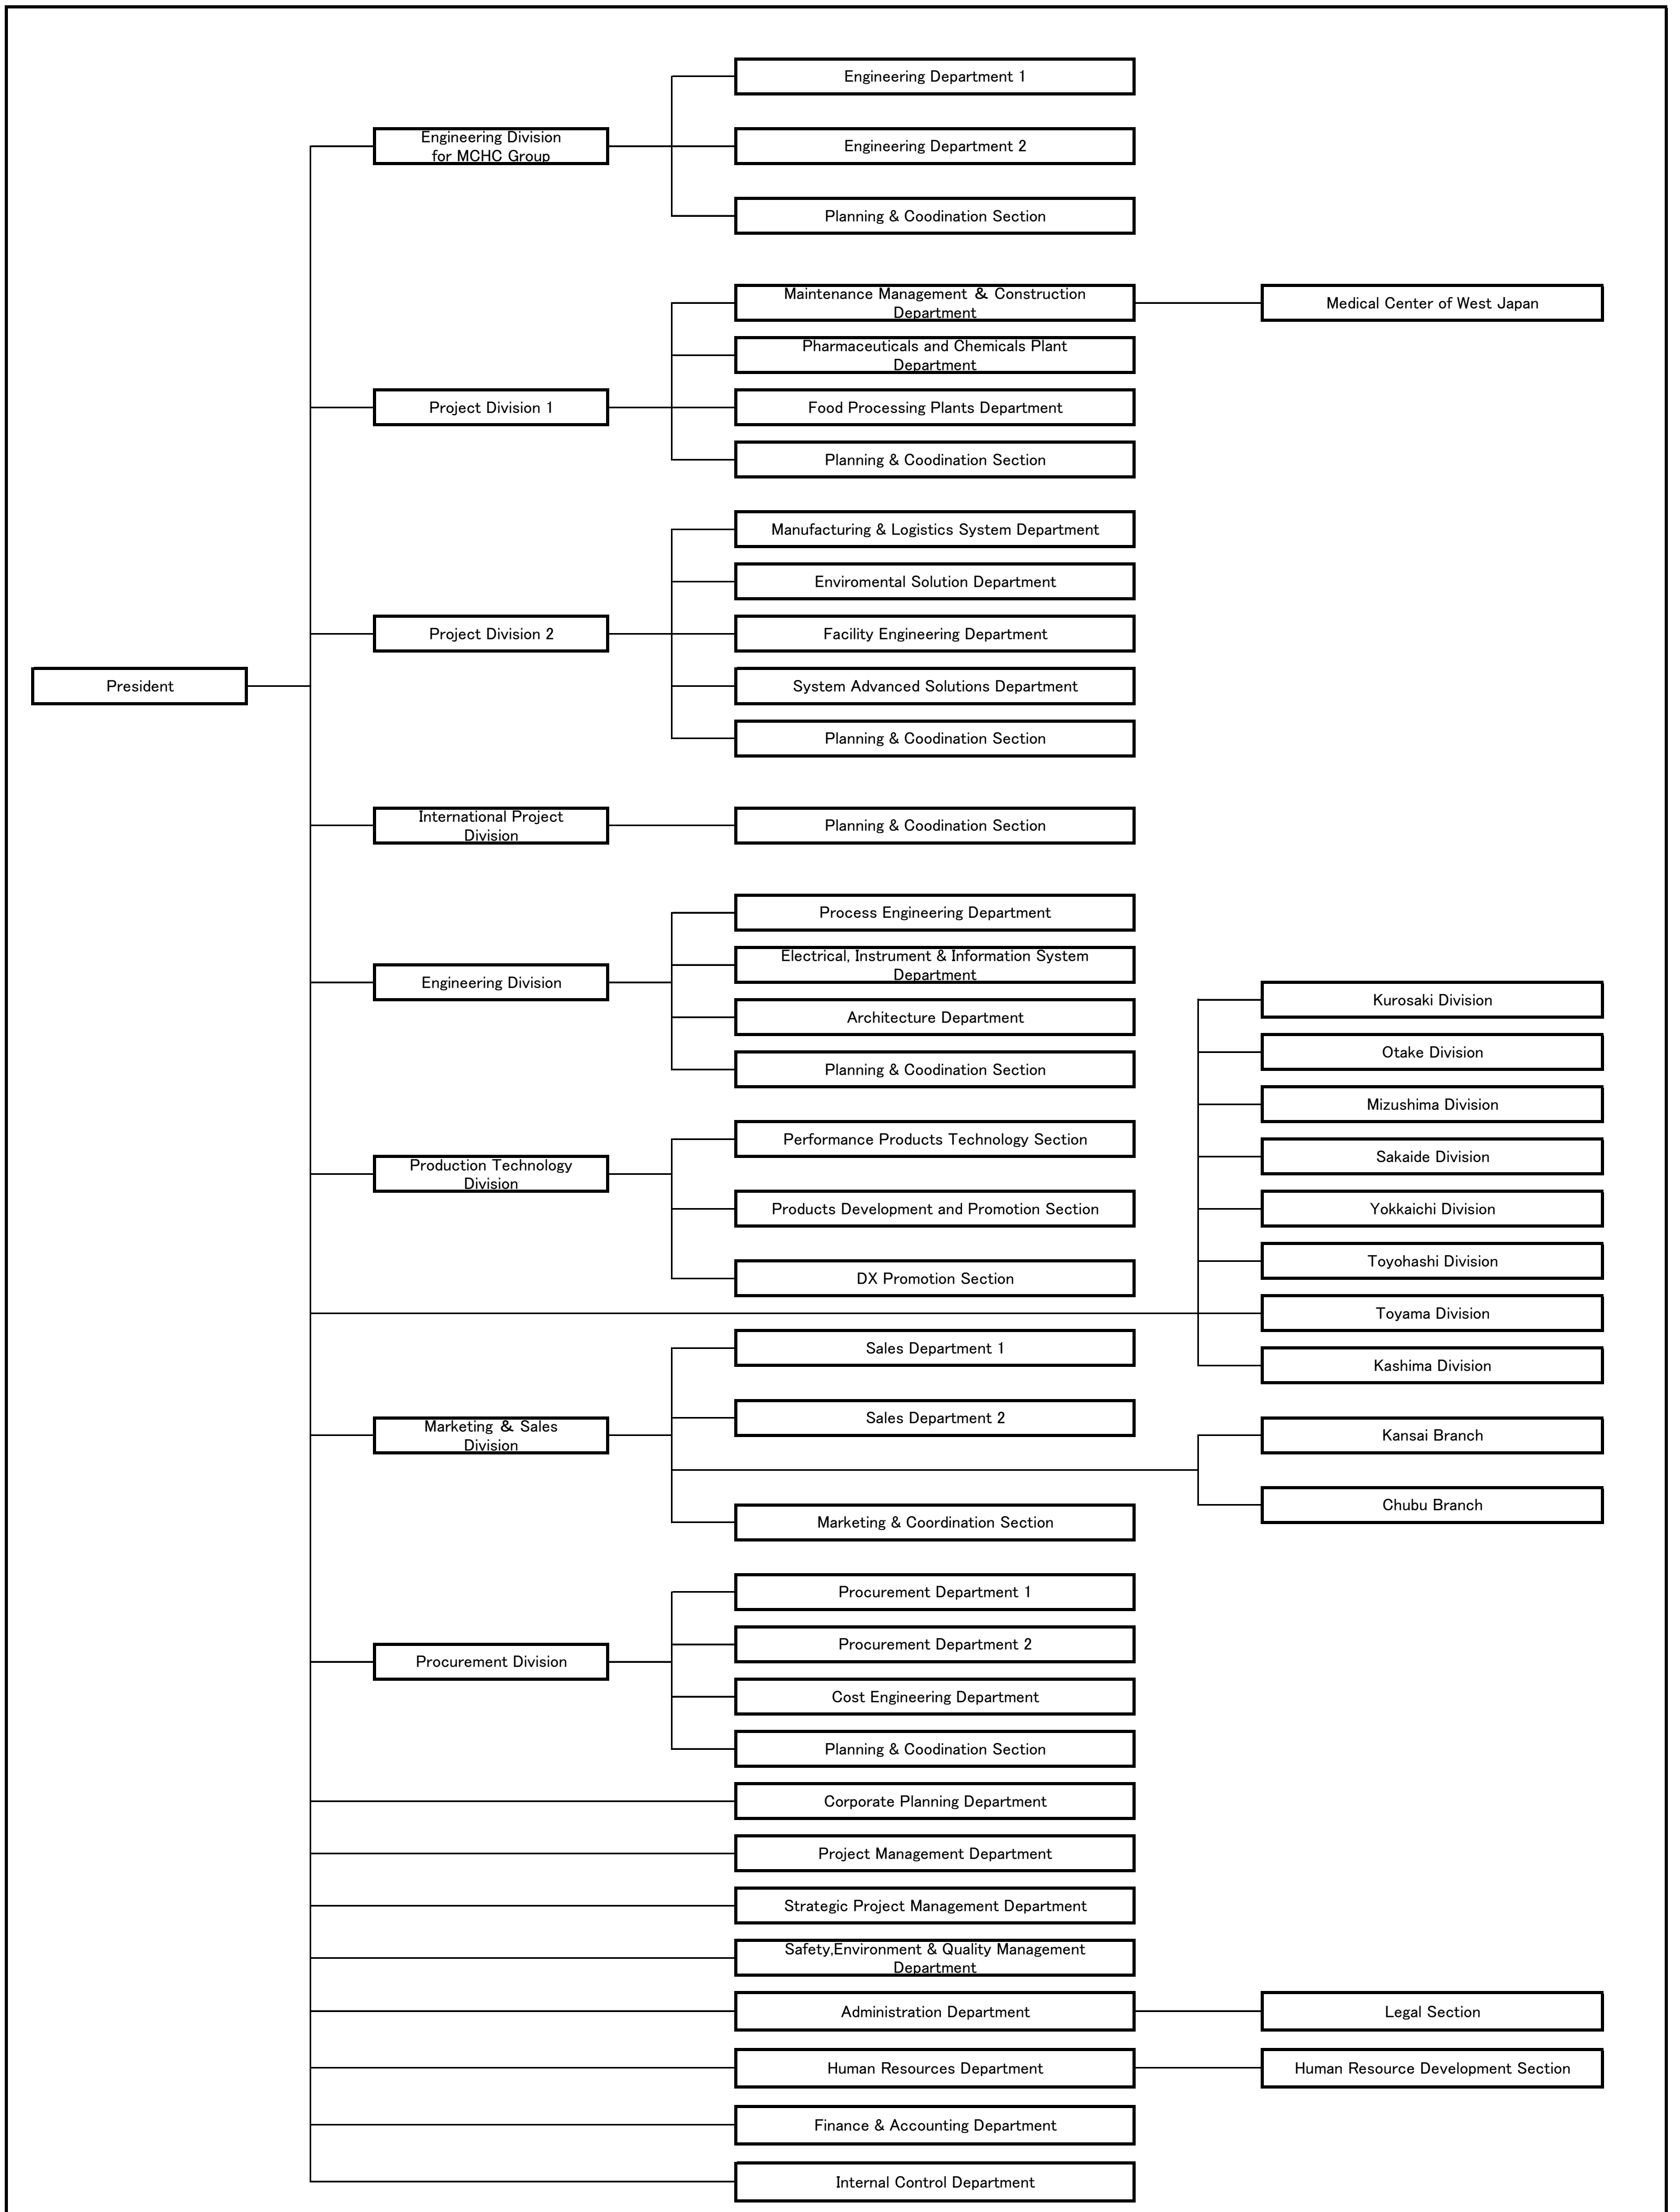 Engineering Department 1
Engineering Division
for MCHC Group
Engineering Department 2
Planning & Coodination Section
Maintenance Management ＆ Construction
Department
Medical Center of West Japan
Pharmaceuticals and Chemicals Plant
Department
Project Division 1
Food Processing Plants Department
Planning & Coodination Section
Manufacturing & Logistics System Department
Enviromental Solution Department
Project Division 2
Facility Engineering Department
President
System Advanced Solutions Department
Planning & Coodination Section
International Project
Division
Planning & Coodination Section
Process Engineering Department
Electrical, Instrument & Information System
Department
Engineering Division
Kurosaki Division
Architecture Department
Otake Division
Planning & Coodination Section
Mizushima Division
Performance Products Technology Section
Sakaide Division
Production Technology
Division
Products Development and Promotion Section
Yokkaichi Division
Toyohashi Division
DX Promotion Section
Toyama Division
Sales Department 1
Kashima Division
Sales Department 2
Marketing ＆ Sales
Division
Kansai Branch
Chubu Branch
Marketing & Coordination Section
Procurement Department 1
Procurement Department 2
Procurement Division
Cost Engineering Department
Planning & Coodination Section
Corporate Planning Department
Project Management Department
Strategic Project Management Department
Safety,Environment & Quality Management
Department
Administration Department
Legal Section
Human Resources Department
Human Resource Development Section
Finance & Accounting Department
Internal Control Department